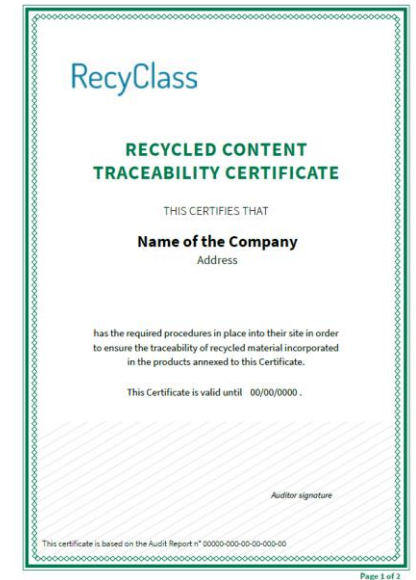 RecyClass
RECYCLED CONTENT
TRACEABILITY CERTIFICATE
THIS CERTIFIES THAT
Name of the Company
Address
has the required procedures in place into their site in order
to ensure the traceability of recycled material incorporated
in the products annexed to this Certificate.
This Certificate is valid until 00/00/0000 .
Auditor signature
This certificate is based on the Audit Report n° 00000-000-00-00-000-00
Page 1 of 2